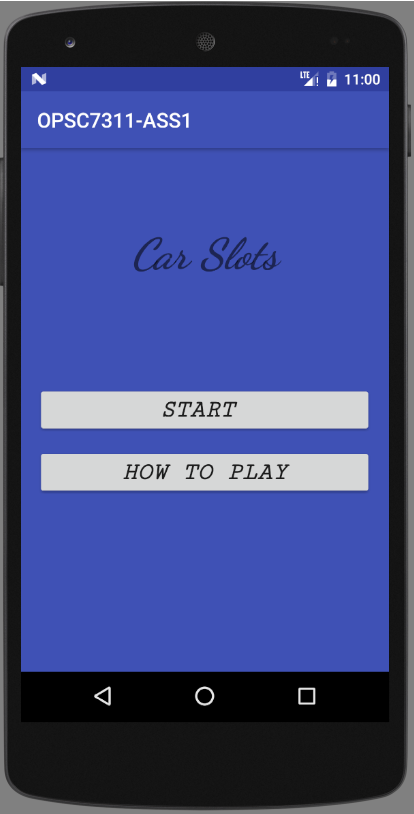 LTE 11:00
OPSC7311-ASS1
Car Slots
START
HOW TO PLAY